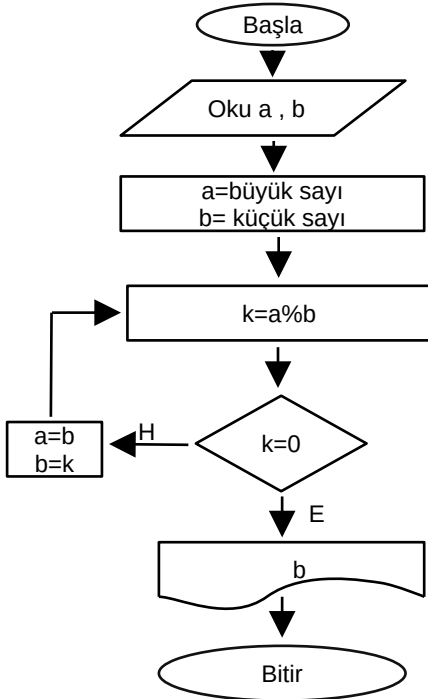 Başla
Oku a , b
a=büyük sayı
b= küçük sayı
k=a%b
k=0
H
a=b
b=k
E
b
Bitir